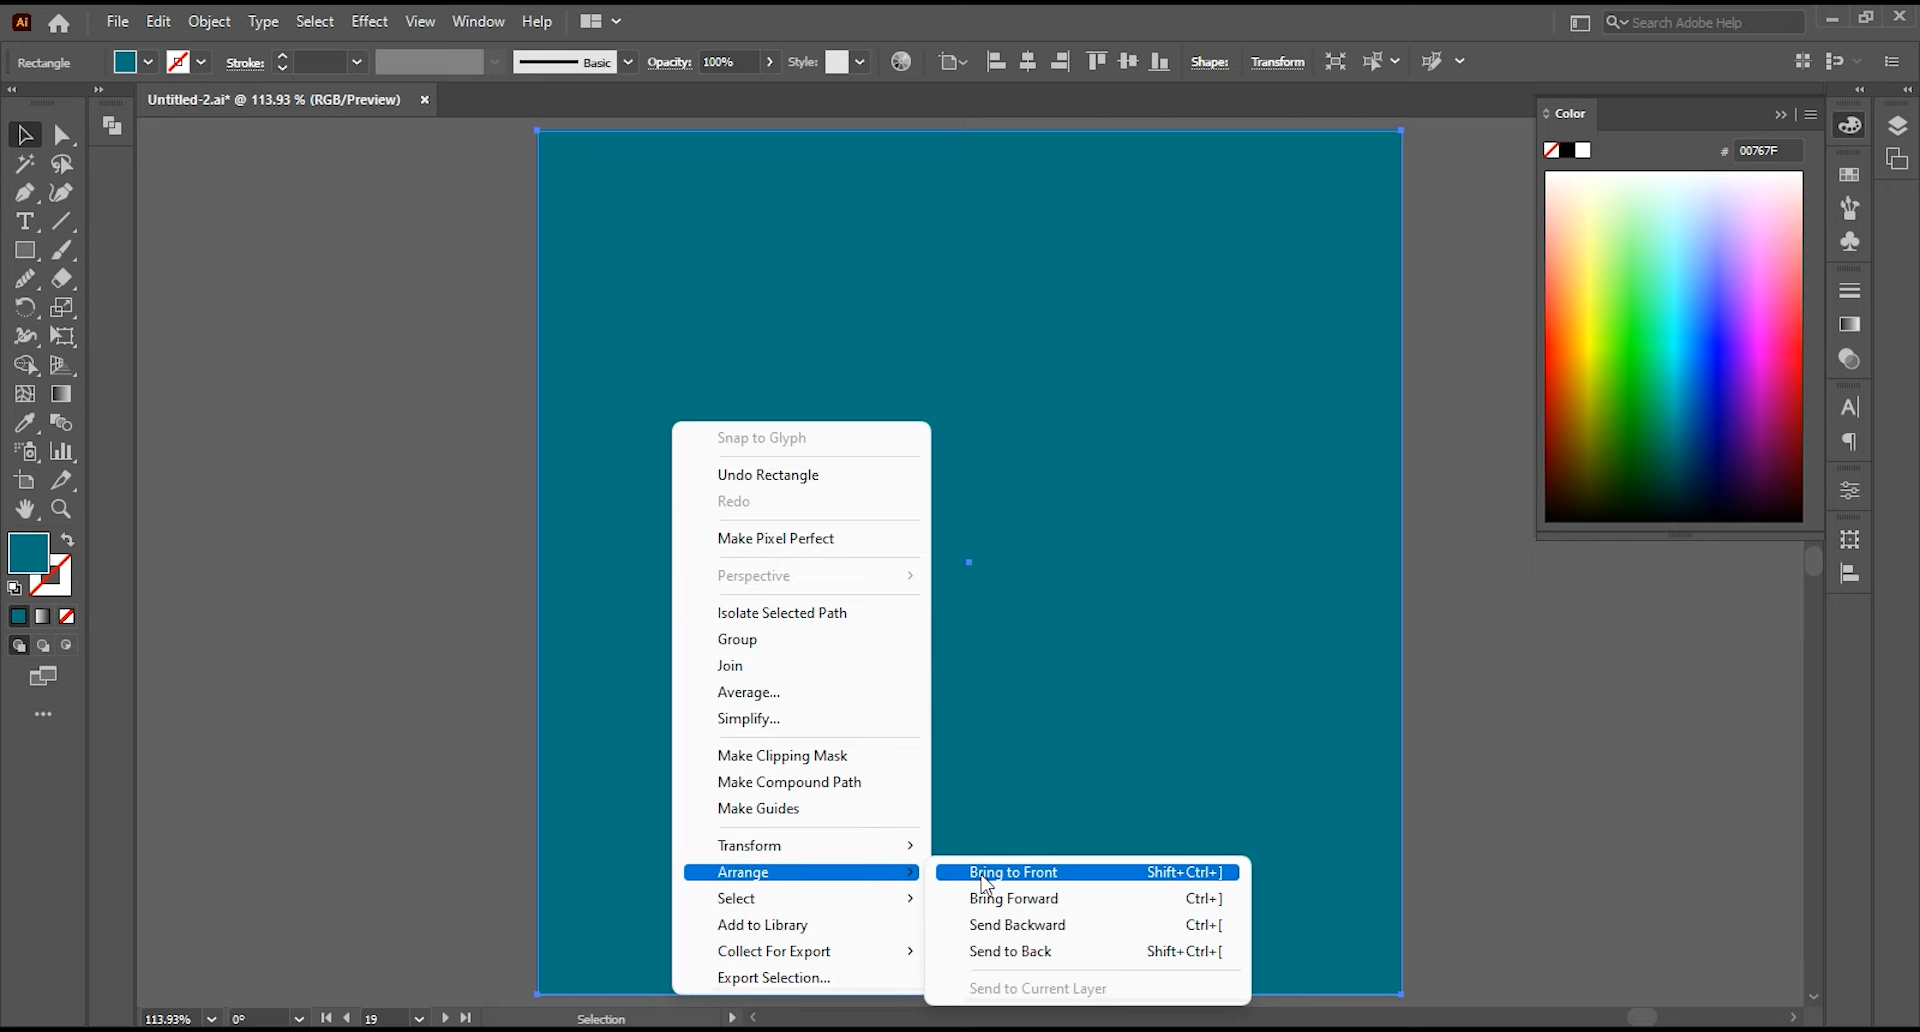 Ai File Edit Object Type Select Effect View Window Help Search Adobe Help
Rectangle Stroke: Basic Opacity: 100% Style: Shape: Transform
Untitled-2.ai* @ 113.93 % (RGB/Preview)
Color
# 00767F
Snap to Glyph
Undo Rectangle
Redo
Make Pixel Perfect
Perspective
Isolate Selected Path
Group
Join
Average...
Simplify...
Make Clipping Mask
Make Compound Path
Make Guides
Transform
Arrange
Select
Add to Library
Collect For Export
Export Selection...
Bring to Front Shift+Ctrl+]
Bring Forward Ctrl+]
Send Backward Ctrl+[
Send to Back Shift+Ctrl+[
Send to Current Layer
113.93% 0° 19 Selection